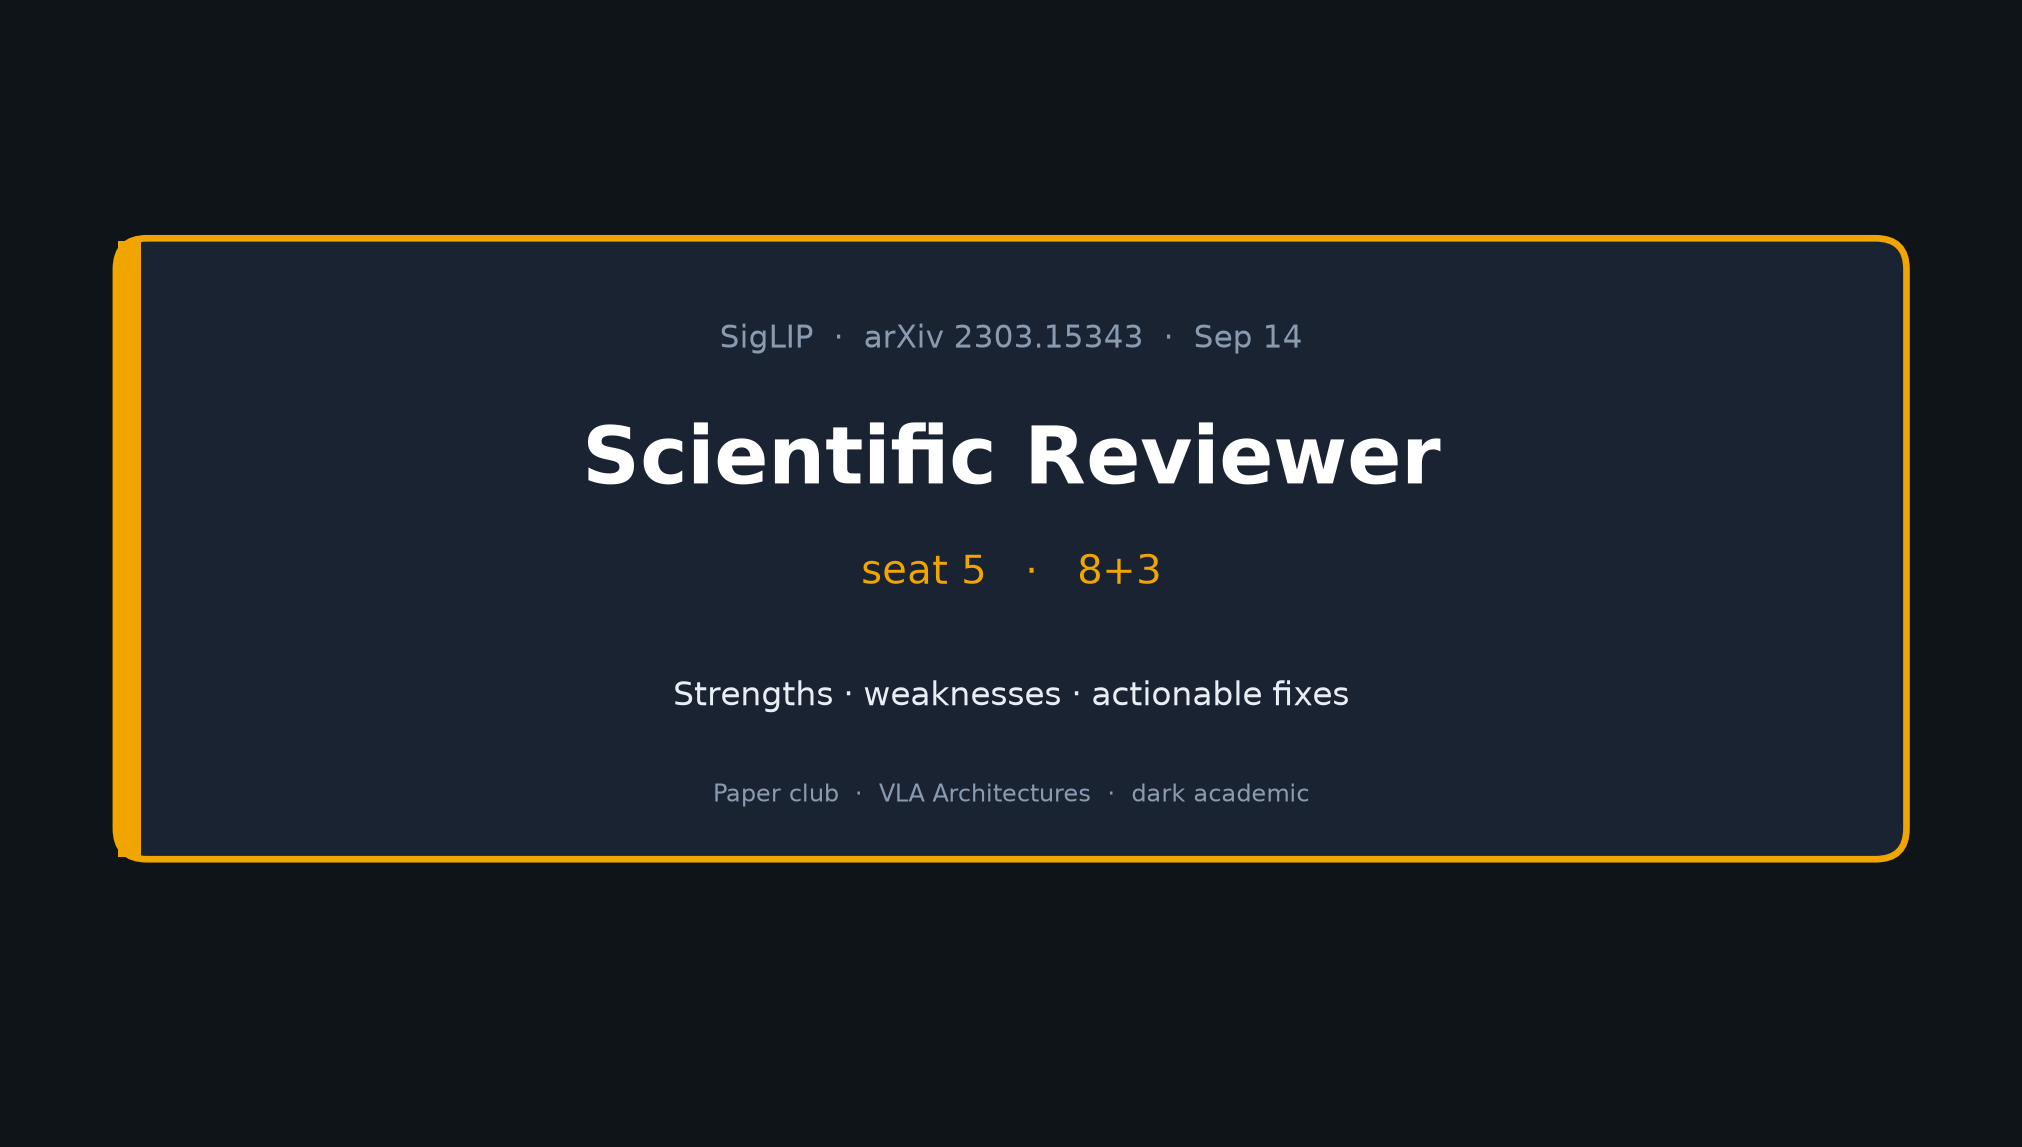 SigLIP · arXiv 2303.15343 · Sep 14
Scientific Reviewer
seat 5 · 8+3
Strengths · weaknesses · actionable fixes
Paper club · VLA Architectures · dark academic